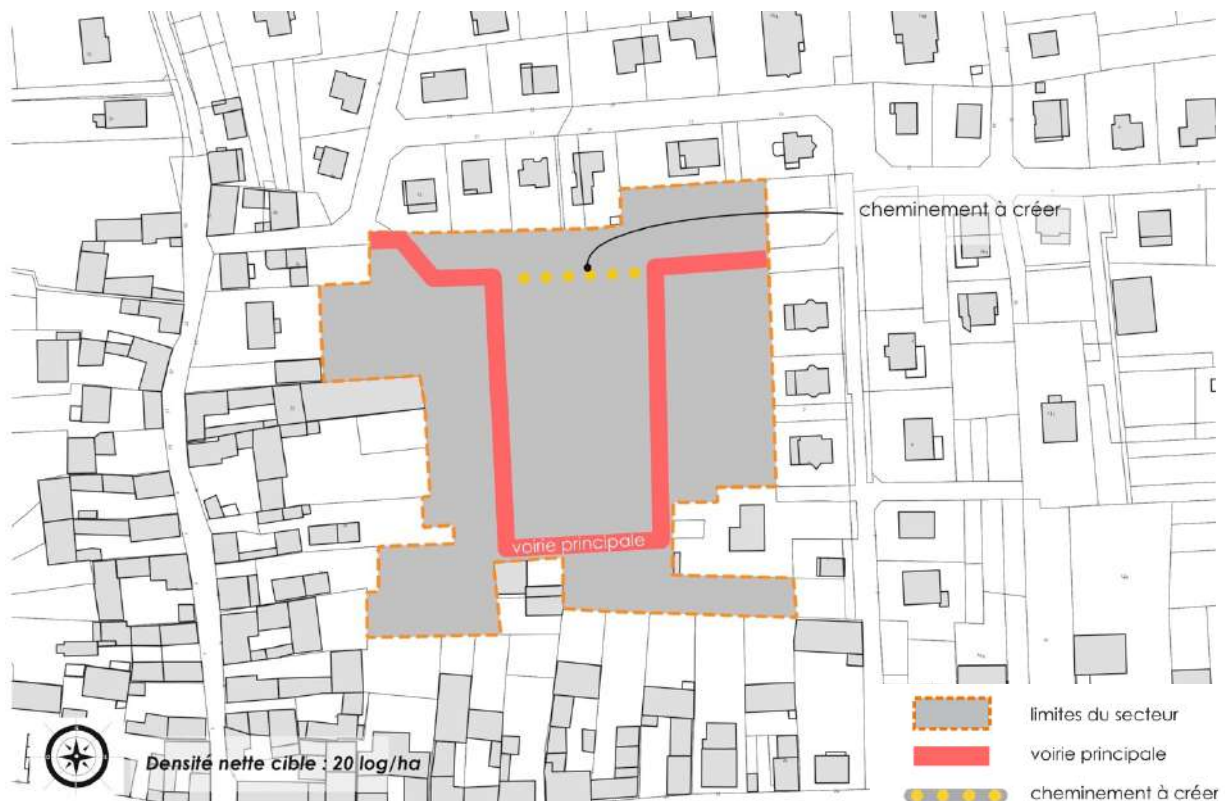 cheminement à créer
voirie principale
limites du secteur
voirie principale
Densité nette cible : 20 log/ha
cheminement à créer